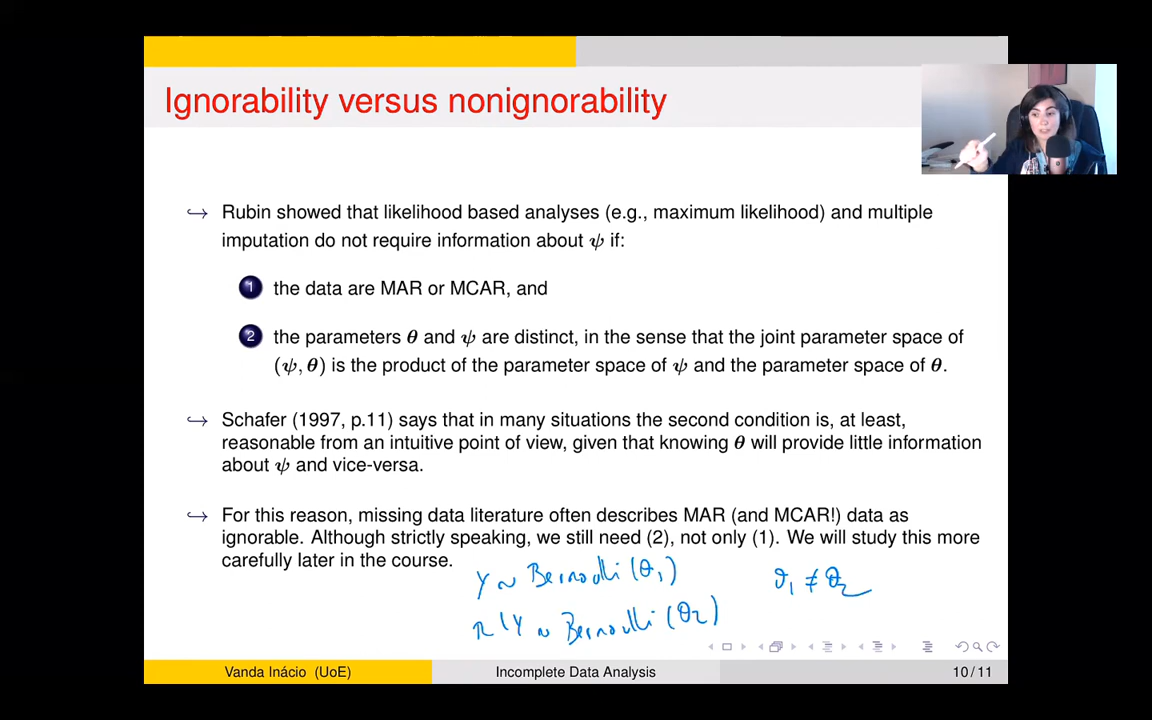 Ignorability versus nonignorability
↪ Rubin showed that likelihood based analyses (e.g., maximum likelihood) and multiple
imputation do not require information about ψ if:
1 the data are MAR or MCAR, and
2 the parameters θ and ψ are distinct, in the sense that the joint parameter space of
(ψ, θ) is the product of the parameter space of ψ and the parameter space of θ.
↪ Schafer (1997, p.11) says that in many situations the second condition is, at least,
reasonable from an intuitive point of view, given that knowing θ will provide little information
about ψ and vice-versa.
↪ For this reason, missing data literature often describes MAR (and MCAR!) data as
ignorable. Although strictly speaking, we still need (2), not only (1). We will study this more
carefully later in the course.
Y ~ Bernoulli (θ₁)
θ₁ ≠ θ₂
R|Y ~ Bernoulli (θ₂)
Vanda Inácio (UoE) Incomplete Data Analysis 10 / 11